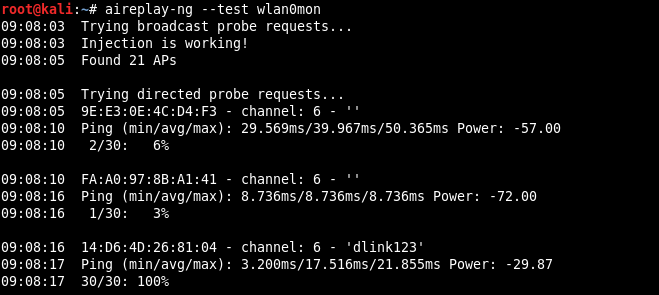 root@kali:~# aireplay-ng --test wlan0mon
09:08:03  Trying broadcast probe requests...
09:08:03  Injection is working!
09:08:05  Found 21 APs
09:08:05  Trying directed probe requests...
09:08:05  9E:E3:0E:4C:D4:F3 - channel: 6 - ''
09:08:10  Ping (min/avg/max): 29.569ms/39.967ms/50.365ms Power: -57.00
09:08:10   2/30:   6%
09:08:10  FA:A0:97:8B:A1:41 - channel: 6 - ''
09:08:16  Ping (min/avg/max): 8.736ms/8.736ms/8.736ms Power: -72.00
09:08:16   1/30:   3%
09:08:16  14:D6:4D:26:81:04 - channel: 6 - 'dlink123'
09:08:17  Ping (min/avg/max): 3.200ms/17.516ms/21.855ms Power: -29.87
09:08:17  30/30: 100%